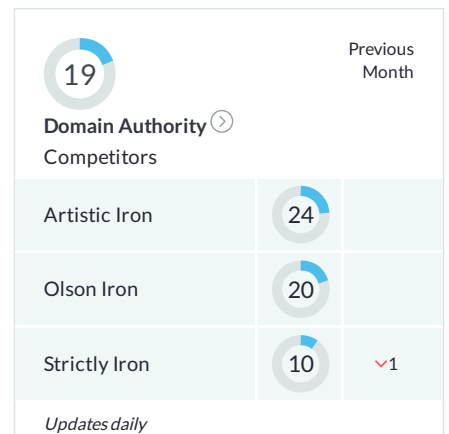 19
Previous
Month
Domain Authority
Competitors
Artistic Iron 24
Olson Iron 20
Strictly Iron 10 1
Updates daily